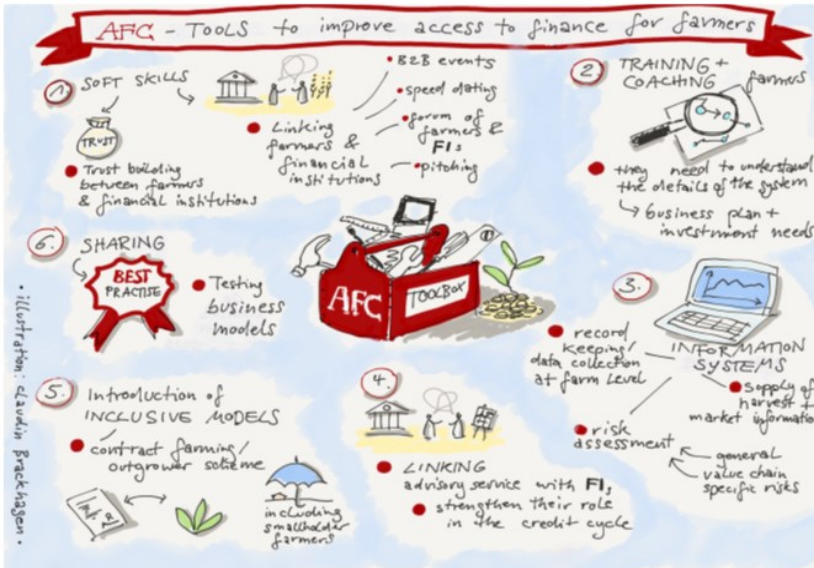 AFC - TOOLS to improve access to finance for farmers
1. SOFT SKILLS
TRUST
Trust building
between farmers
& financial institutions
Linking
farmers &
financial
institutions
B2B events
speed dating
forum of
farmers &
FIs
pitching
2. TRAINING +
COACHING farmers
they need to understand
the details of the system
business plan +
investment needs
3.
INFORMATION
SYSTEMS
record
keeping/
data collection
at farm level
supply of
harvest +
market information
risk
assessment
general
value chain
specific risks
4.
LINKING
advisory service with FIs
strengthen their role
in the credit cycle
5. Introduction of
INCLUSIVE MODELS
contract farming/
outgrower scheme
including
smallholder
farmers
6. SHARING
BEST
PRACTISE
Testing
business
models
AFC
TOOLBOX
• illustration: claudin Brackhagen •